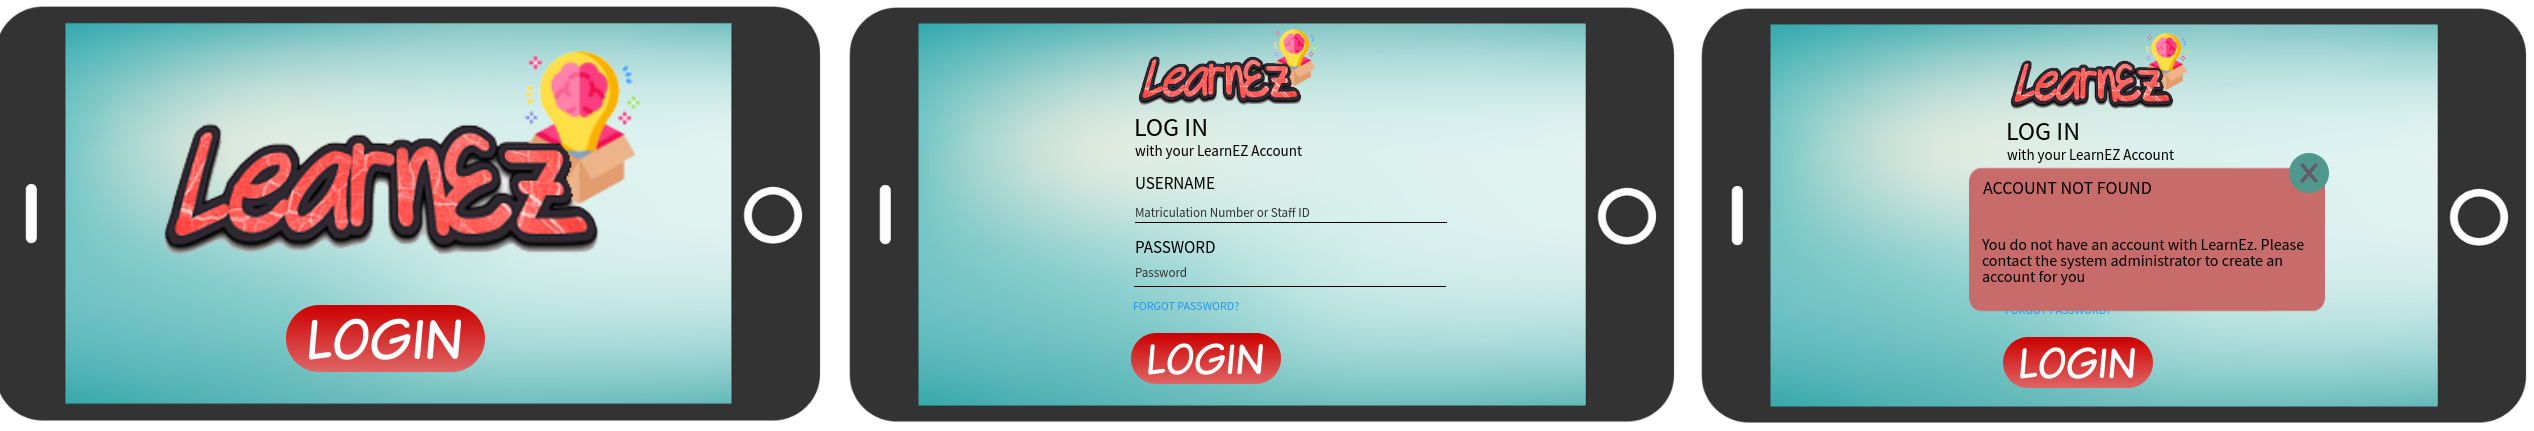 LearnEz
LOGIN
LearnEz
LOG IN
with your LearnEZ Account
USERNAME
Matriculation Number or Staff ID
PASSWORD
Password
FORGOT PASSWORD?
LOGIN
LearnEz
LOG IN
with your LearnEZ Account
X
ACCOUNT NOT FOUND
You do not have an account with LearnEz. Please
contact the system administrator to create an
account for you
FORGOT PASSWORD?
LOGIN